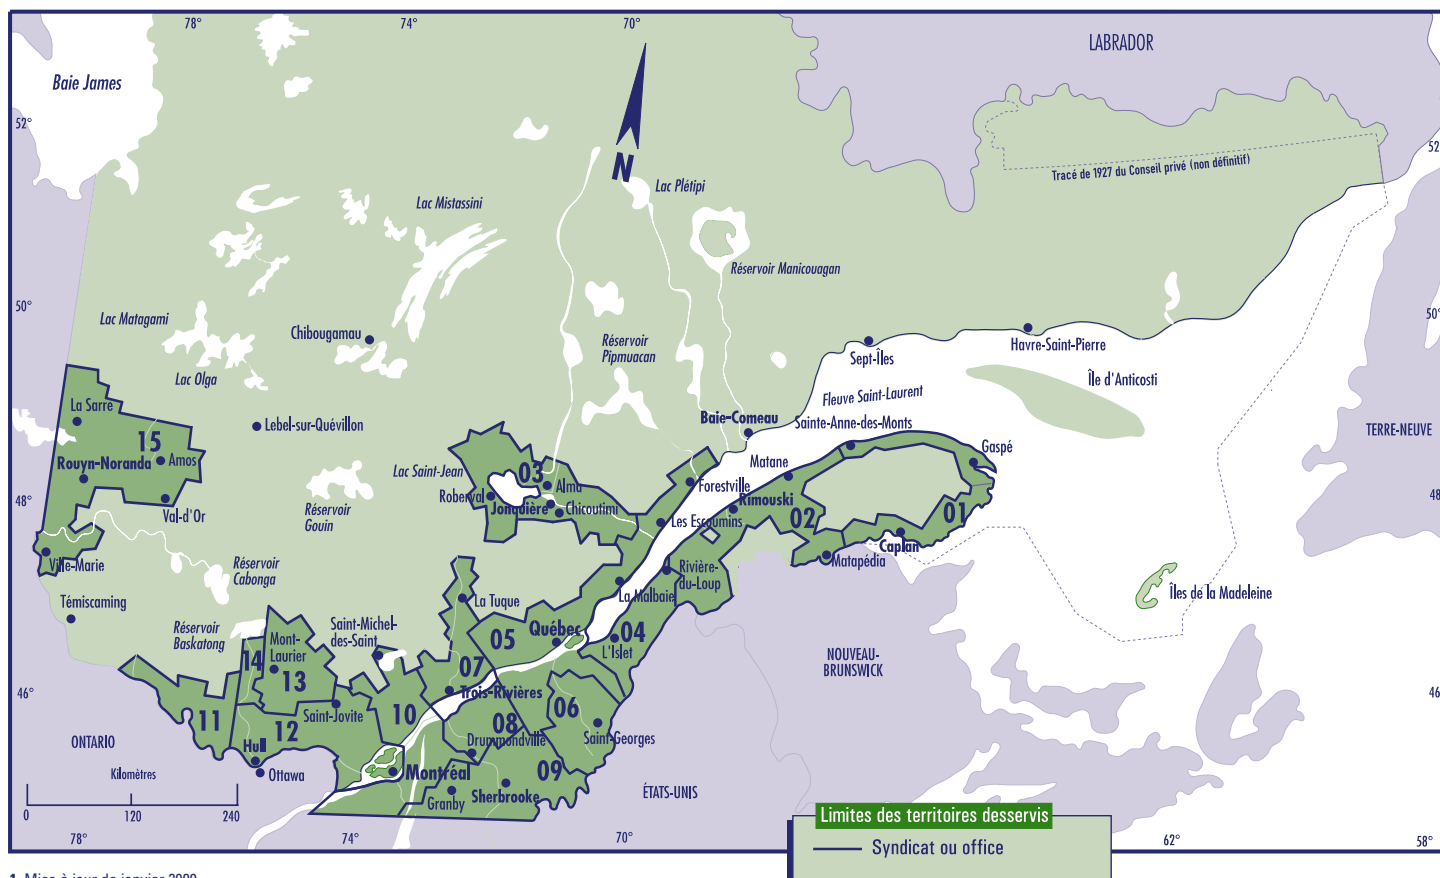 78°
74°
70°
LABRADOR
Baie James
52°
52
Tracé de 1927 du Conseil privé (non définitif)
N
Lac Plétipi
Lac Mistassini
Réservoir Manicouagan
50°
50°
Lac Matagami
Chibougamau
Réservoir
Pipmuacan
Sept-Îles
Havre-Saint-Pierre
Lac Olga
Île d'Anticosti
Fleuve Saint-Laurent
La Sarre
Lebel-sur-Quévillon
Baie-Comeau
Sainte-Anne-des-Monts
TERRE-NEUVE
15
Gaspé
Rouyn-Noranda
Amos
Lac Saint-Jean
03
Matane
Roberval
Alma
Forestville
48°
48
Val-d'Or
Réservoir
Gouin
Jonquière
Chicoutimi
Rimouski
Les Escoumins
02
01
Caplan
Ville-Marie
Matapédia
Réservoir
Cabonga
Rivière-
du-Loup
Témiscaming
La Tuque
La Malbaie
Îles de la Madeleine
Réservoir
Baskatong
Saint-Michel-
des-Saint
Québec
05
04
Mont-
Laurier
L'Islet
NOUVEAU-
BRUNSWICK
14
13
07
46°
46
Trois-Rivières
11
Saint-Jovite
10
06
12
08
ONTARIO
Hull
Drummondville
Saint-Georges
Ottawa
Montréal
09
Kilomètres
Granby
Sherbrooke
ÉTATS-UNIS
0
120
240
Limites des territoires desservis
78°
74°
70°
62°
58°
Syndicat ou office
1. Mise à jour de janvier 2000